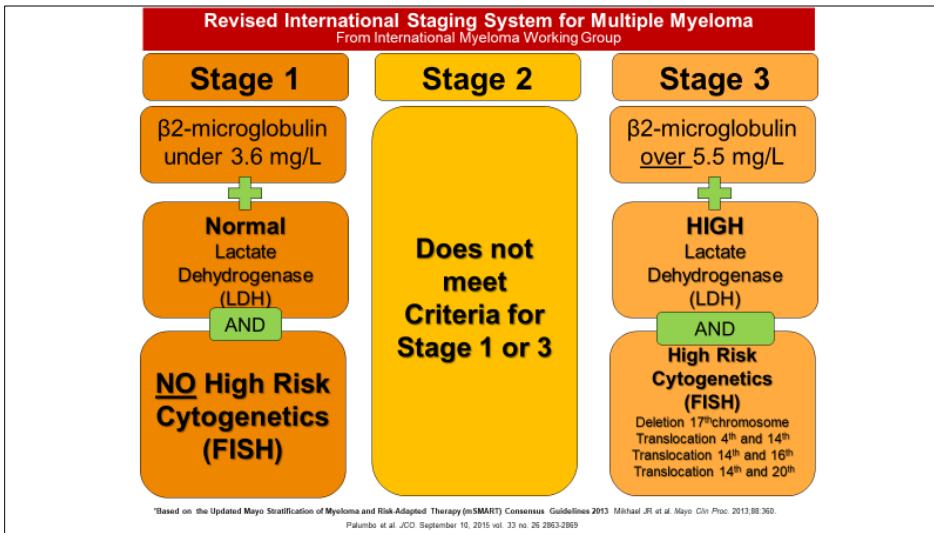 Revised International Staging System for Multiple Myeloma
From International Myeloma Working Group
Stage 1
β2-microglobulin
under 3.6 mg/L
Normal
Lactate
Dehydrogenase
(LDH)
AND
NO High Risk
Cytogenetics
(FISH)
Stage 2
Does not
meet
Criteria for
Stage 1 or 3
Stage 3
β2-microglobulin
over 5.5 mg/L
HIGH
Lactate
Dehydrogenase
(LDH)
AND
High Risk
Cytogenetics
(FISH)
Deletion 17thchromosome
Translocation 4th and 14th
Translocation 14th and 16th
Translocation 14th and 20th
*Based on the Updated Mayo Stratification of Myeloma and Risk-Adapted Therapy (mSMART) Consensus Guidelines 2013 Mikhael JR et al. Mayo Clin Proc. 2013;88:360.
Palumbo et al. JCO. September 10, 2015 vol. 33 no. 26 2863-2869